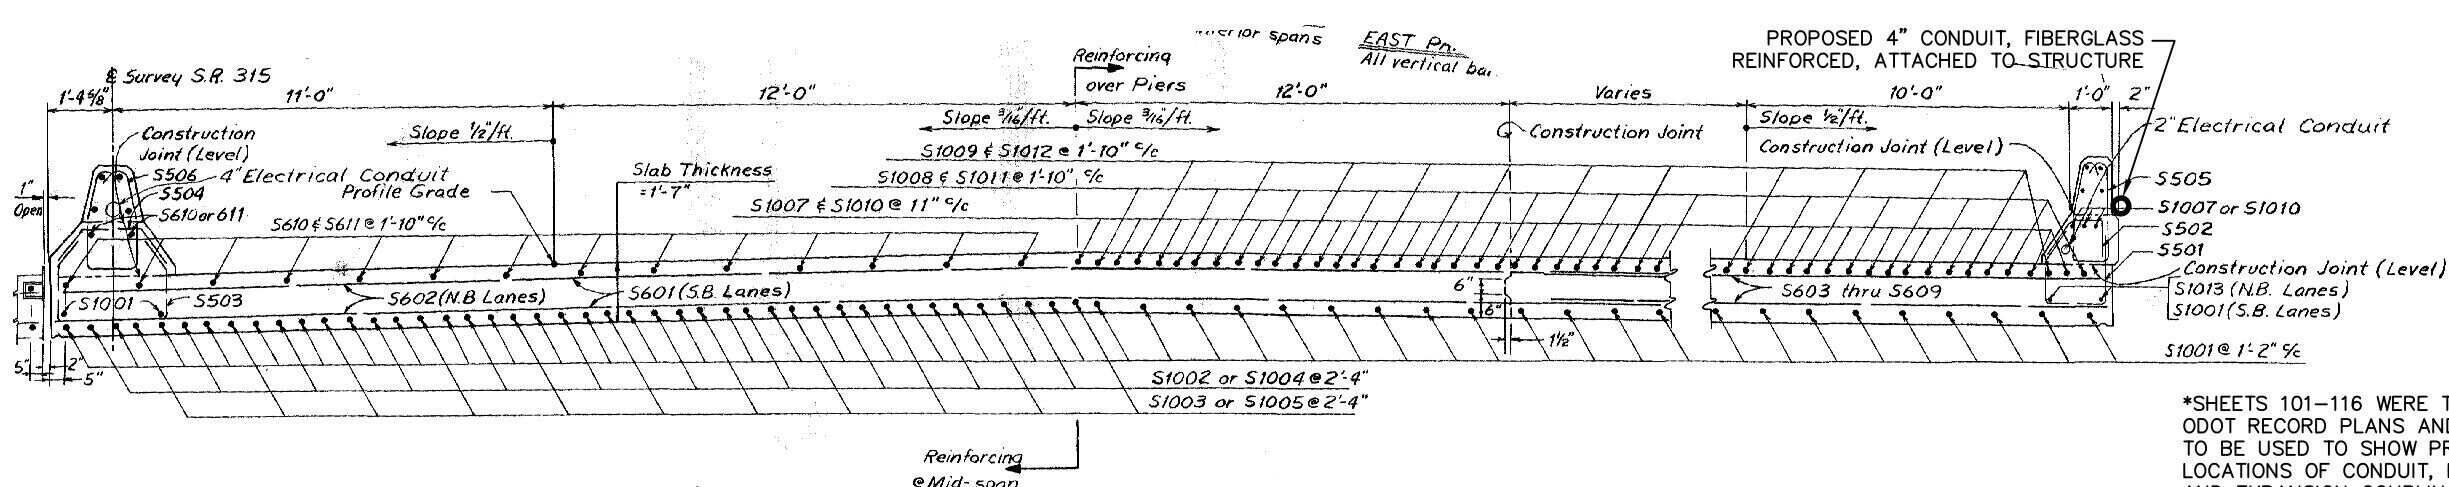 EAST
All vertical
PROPOSED 4" CONDUIT, FIBERGLASS
REINFORCED, ATTACHED TO STRUCTURE
Reinforcing
over Piers
℄ Survey S.R. 315
1'-4 5/8"
11'-0"
12'-0"
12'-0"
Varies
10'-0"
1'-0"
2"
Slope 1/2"/ft.
Slope 3/16"/ft.
Slope 3/16"/ft.
Slope 1/2"/ft.
Construction
Joint (Level)
Construction Joint
Construction Joint (Level)
2" Electrical Conduit
S1009 & S1012 @ 1'-10" c/c
S1008 & S1011 @ 1'-10" c/c
S1007 & S1010 @ 11" c/c
S506
4" Electrical Conduit
S504
Profile Grade
Slab Thickness
=1'-7"
1"
Open
S610 or 611
S610 & S611 @ 1'-10" c/c
S505
S1007 or S1010
S502
S501
Construction Joint (Level)
S1013 (N.B. Lanes)
S1001 (S.B. Lanes)
S1001
S503
S602 (N.B Lanes)
S601 (S.B. Lanes)
6"
6"
S603 thru S609
1 1/2"
5"
2"
5"
S1001 @ 1'-2" c/c
S1002 or S1004 @ 2'-4"
S1003 or S1005 @ 2'-4"
Reinforcing
@ Mid-span
*SHEETS 101-116 WERE
ODOT RECORD PLANS
TO BE USED TO SHOW
LOCATIONS OF CONDUIT,